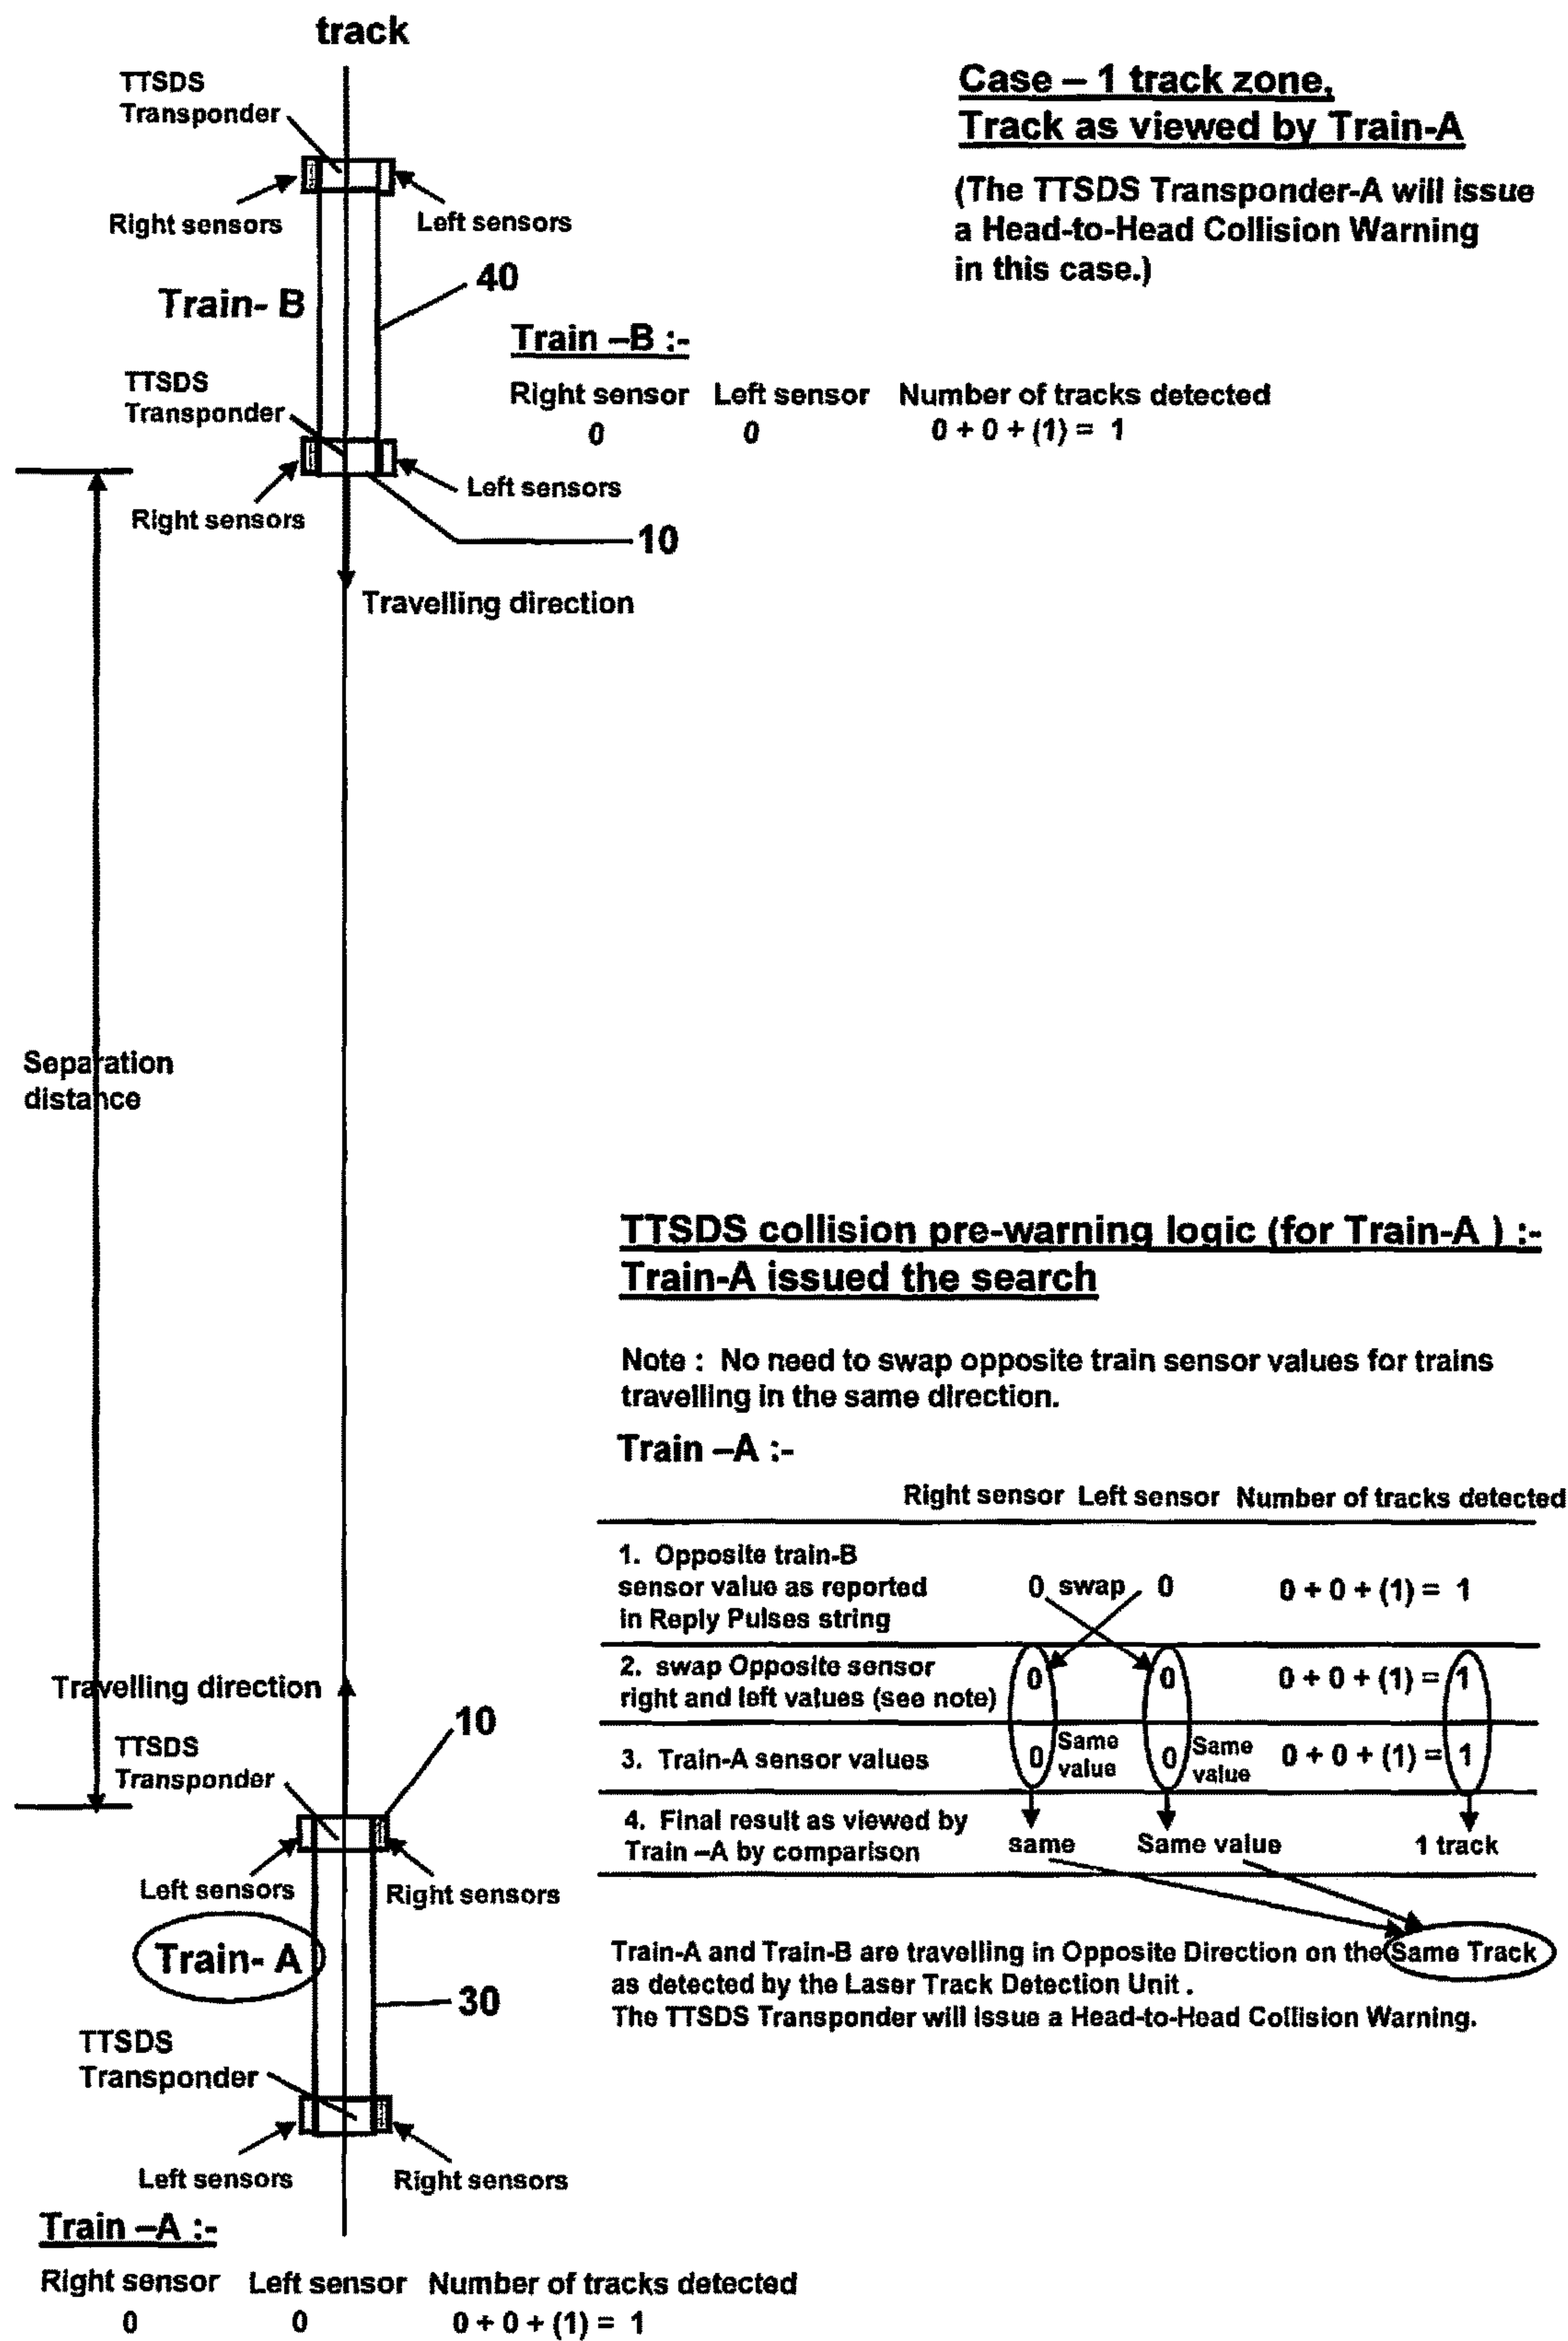 track
TTSDS
Transponder
Case – 1 track zone,
Track as viewed by Train-A
(The TTSDS Transponder-A will issue
a Head-to-Head Collision Warning
in this case.)
Right sensors
Left sensors
Train- B
40
Train –B :-
Right sensor Left sensor Number of tracks detected
0 0 0 + 0 + (1) = 1
TTSDS
Transponder
Left sensors
Right sensors
10
Travelling direction
Separation
distance
TTSDS collision pre-warning logic (for Train-A ) :-
Train-A issued the search
Note : No need to swap opposite train sensor values for trains
travelling in the same direction.
Train –A :-
Right sensor Left sensor Number of tracks detected
1. Opposite train-B
sensor value as reported
in Reply Pulses string
0 swap 0 0 + 0 + (1) = 1
2. swap Opposite sensor
right and left values (see note)
0 0 0 + 0 + (1) = 1
3. Train-A sensor values
0 Same value 0 Same value 0 + 0 + (1) = 1
4. Final result as viewed by
Train –A by comparison
same Same value 1 track
Train-A and Train-B are travelling in Opposite Direction on the Same Track
as detected by the Laser Track Detection Unit .
The TTSDS Transponder will issue a Head-to-Head Collision Warning.
Travelling direction
10
TTSDS
Transponder
Left sensors
Right sensors
Train- A
30
TTSDS
Transponder
Left sensors
Right sensors
Train –A :-
Right sensor Left sensor Number of tracks detected
0 0 0 + 0 + (1) = 1